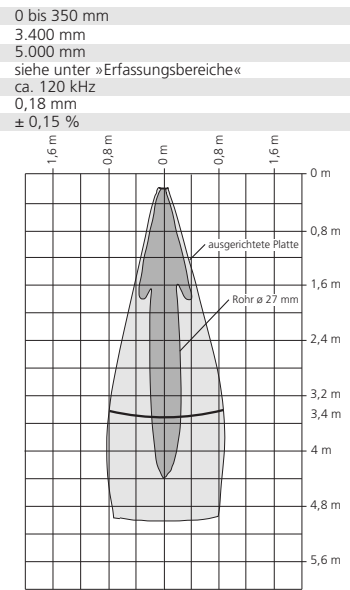 0 bis 350 mm
3.400 mm
5.000 mm
siehe unter »Erfassungsbereiche«
ca. 120 kHz
0,18 mm
± 0,15 %
1,6 m 0,8 m 0 m 0,8 m 1,6 m
0 m
0,8 m
ausgerichtete Platte
1,6 m
Rohr ø 27 mm
2,4 m
3,2 m
3,4 m
4 m
4,8 m
5,6 m